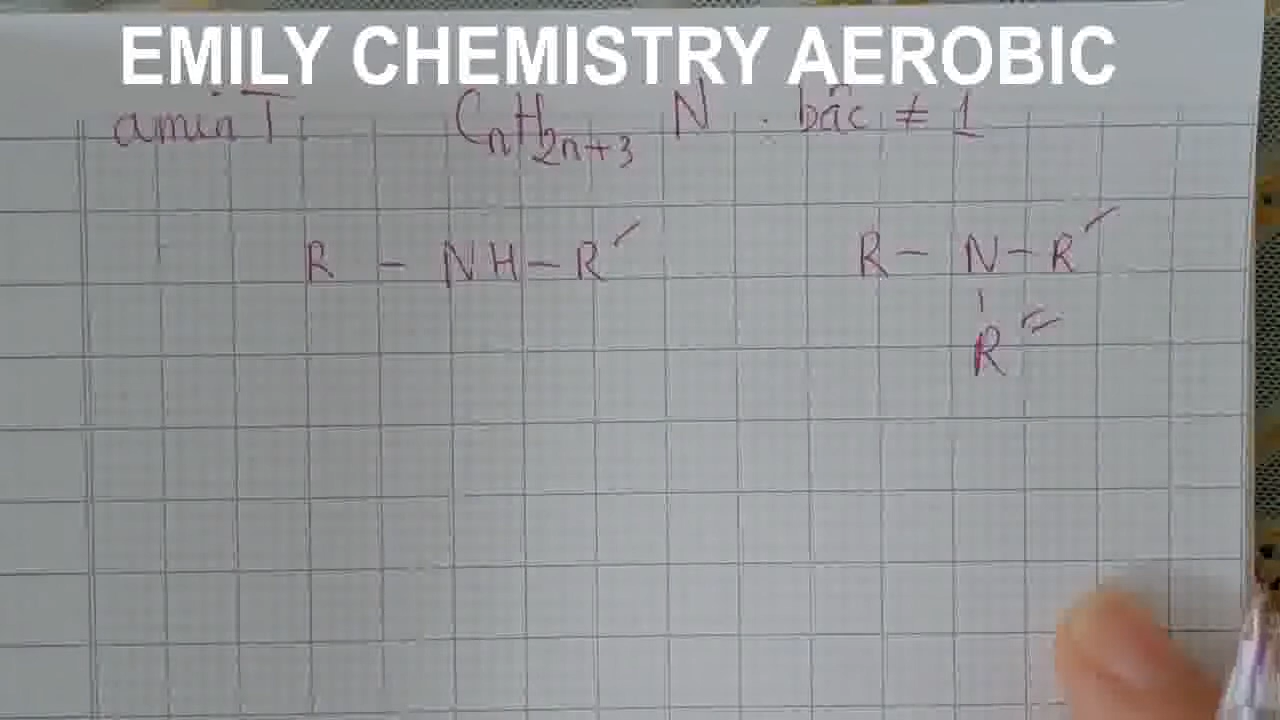 EMILY CHEMISTRY AEROBIC
amin T CnH2n+3 N . bậc ≠ 1
R - NH - R′ R - N - R′
R″